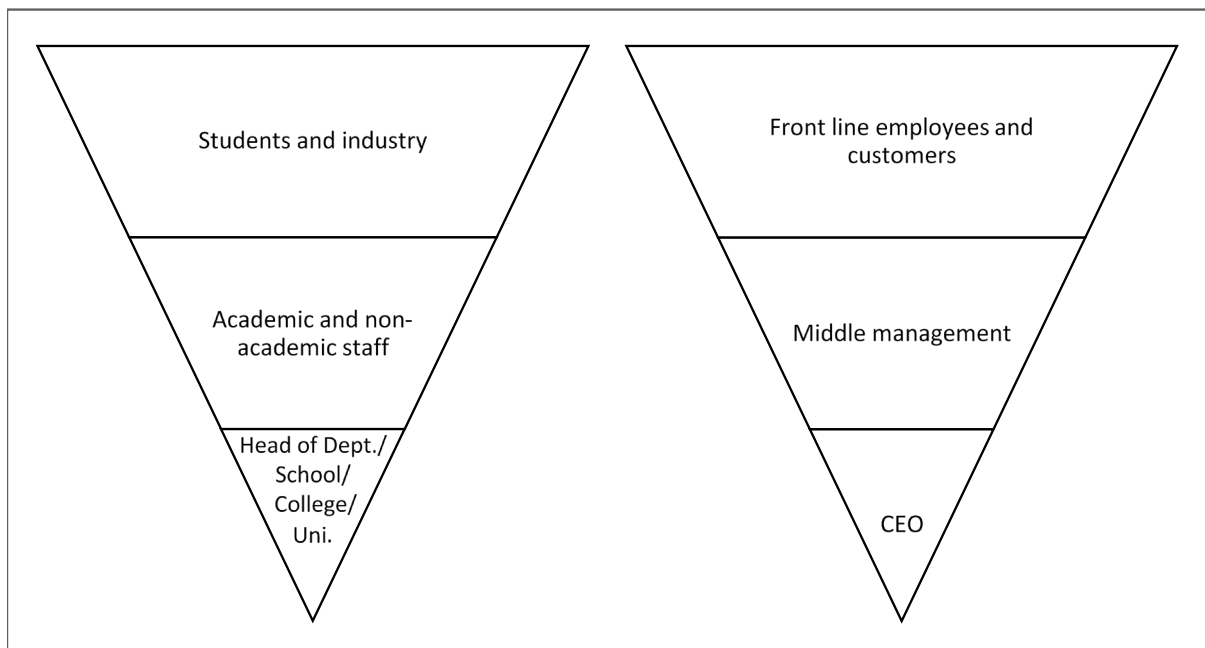 Students and industry
Academic and non-
academic staff
Head of Dept./
School/
College/
Uni.
Front line employees and
customers
Middle management
CEO